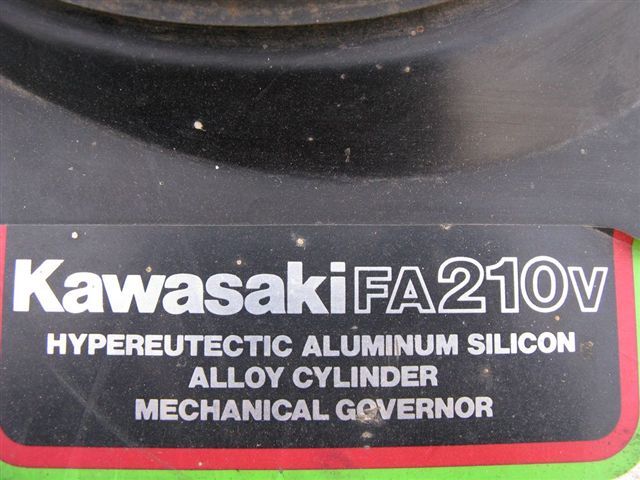 Kawasaki FA210V
HYPEREUTECTIC ALUMINUM SILICON
ALLOY CYLINDER
MECHANICAL GOVERNOR